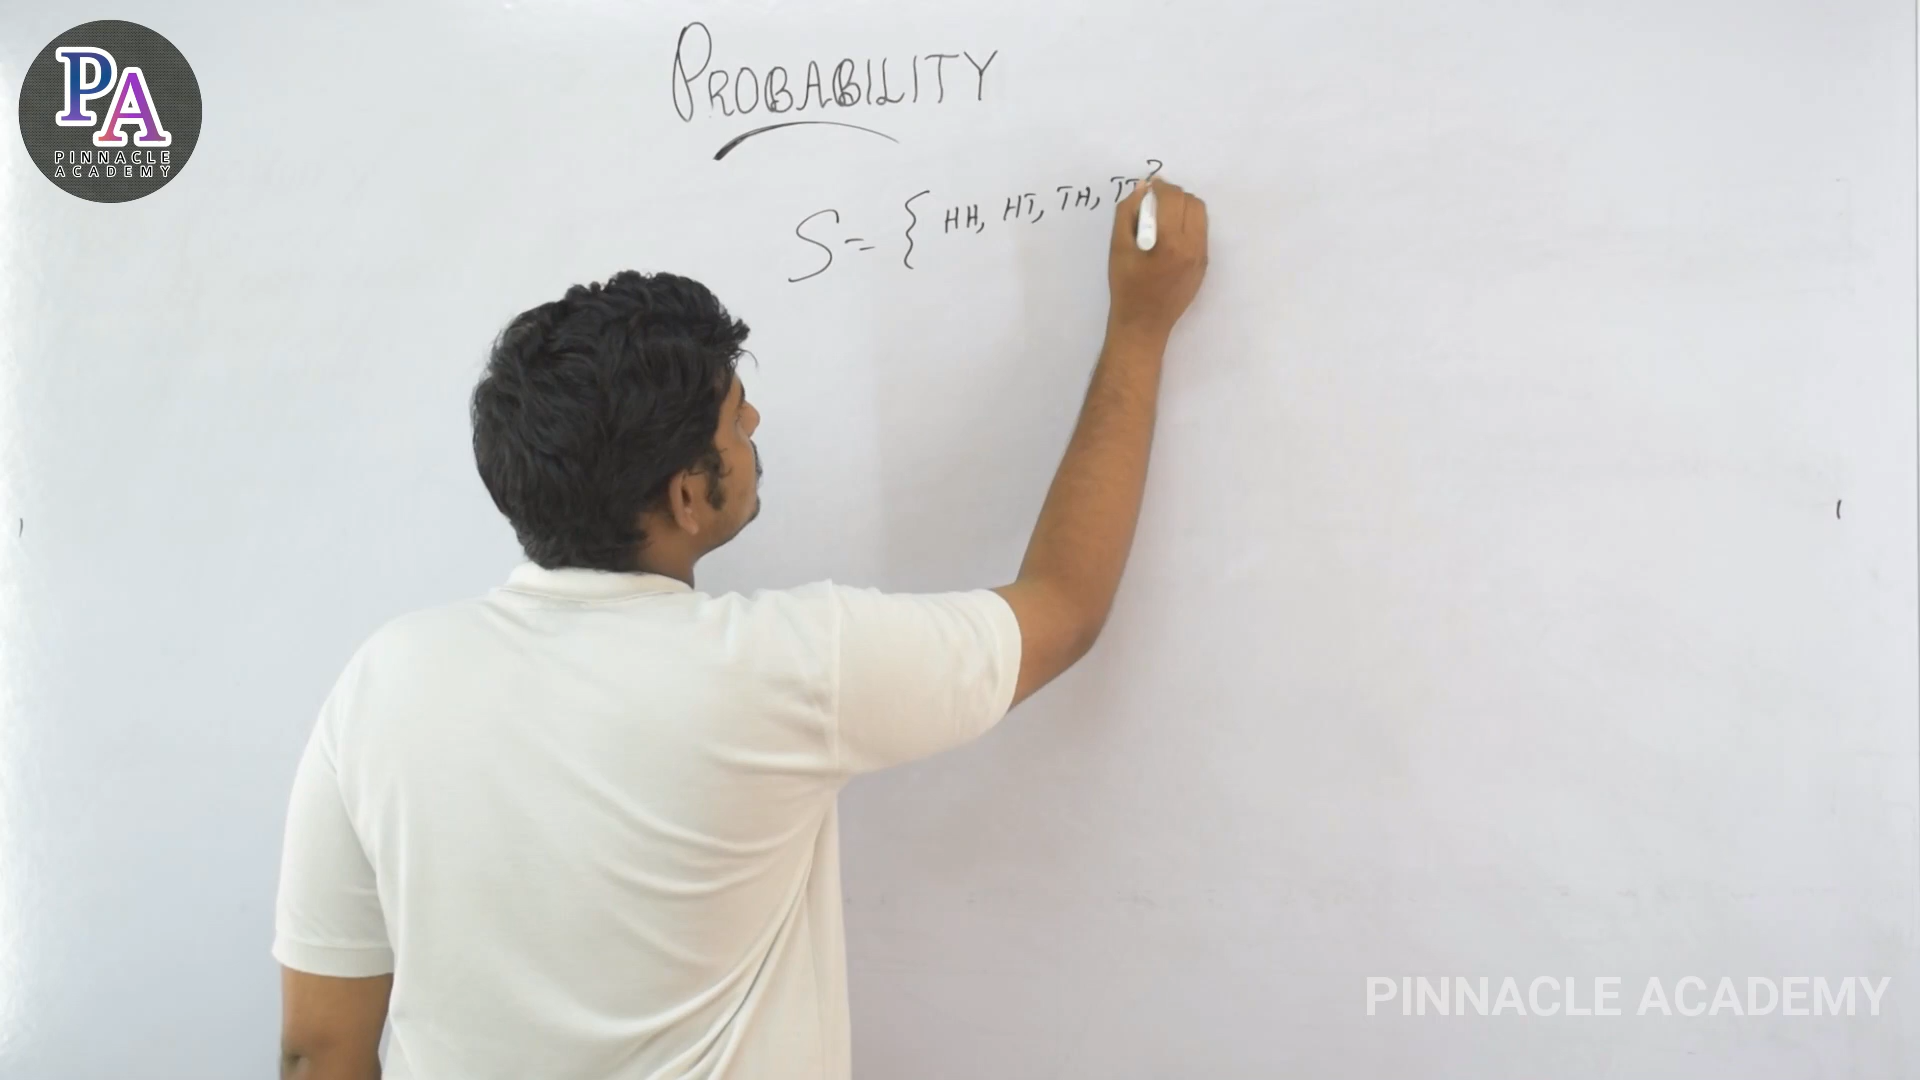 PA
PINNACLE
ACADEMY
PROBABILITY
S = { HH, HT, TH, TT }
PINNACLE ACADEMY